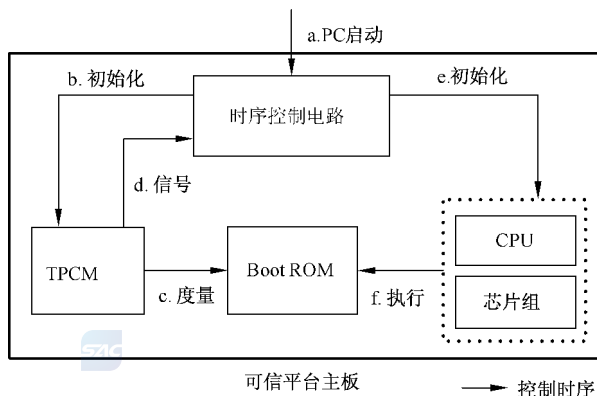 a.PC启动
b. 初始化
e.初始化
时序控制电路
d. 信号
TPCM
Boot ROM
CPU
芯片组
c. 度量
f. 执行
SAC
可信平台主板
控制时序